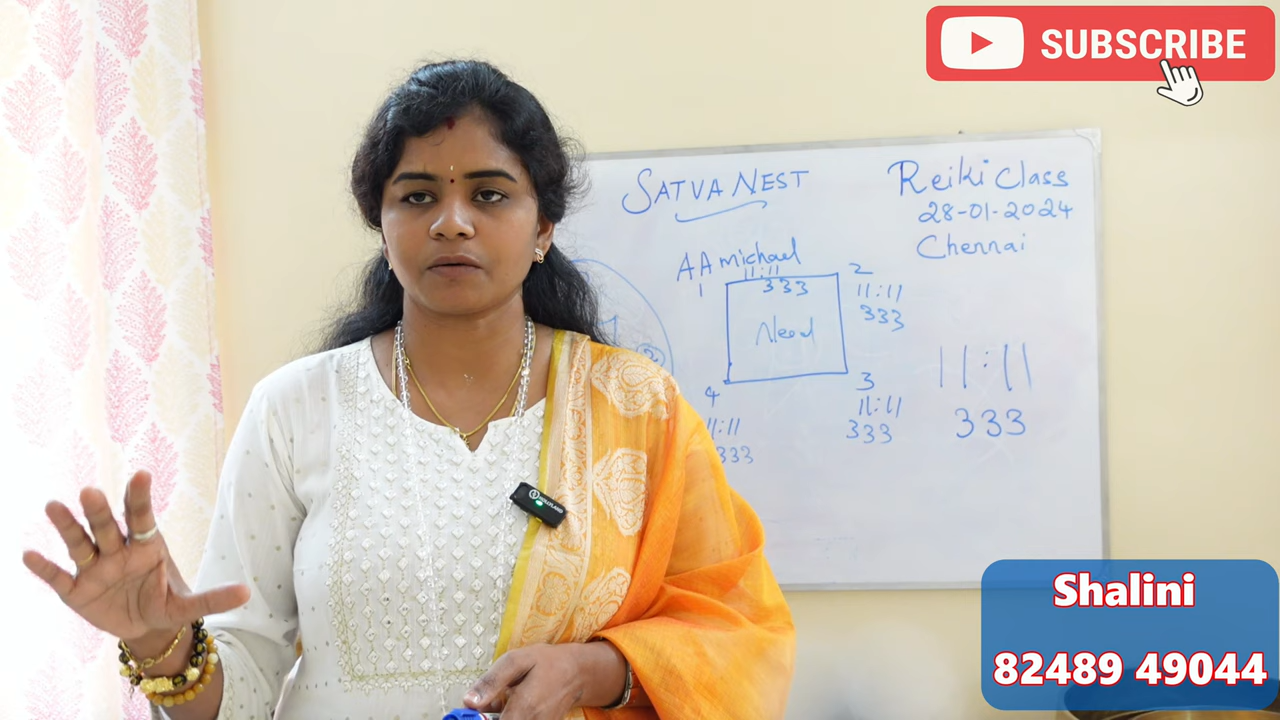 SUBSCRIBE
SATVA NEST
Reiki Class
28-01-2024
Chennai
AA michael
11:11
333
1
2
11:11
333
Need
3
11:11
333
4
11:11
333
11:11
333
Shalini
82489 49044